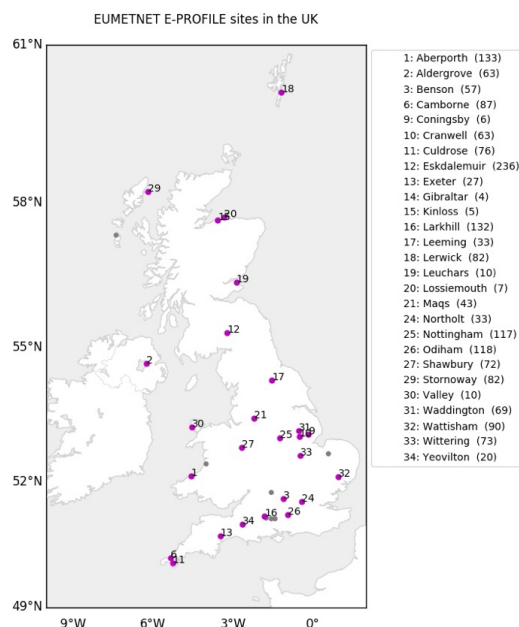 EUMETNET E-PROFILE sites in the UK
61°N
58°N
55°N
52°N
49°N
9°W
6°W
3°W
0°
18
29
20
15
19
12
2
17
21
30
31
9
25
27
33
1
32
3
24
16
26
34
13
6
11
1: Aberporth (133)
2: Aldergrove (63)
3: Benson (57)
6: Camborne (87)
9: Coningsby (6)
10: Cranwell (63)
11: Culdrose (76)
12: Eskdalemuir (236)
13: Exeter (27)
14: Gibraltar (4)
15: Kinloss (5)
16: Larkhill (132)
17: Leeming (33)
18: Lerwick (82)
19: Leuchars (10)
20: Lossiemouth (7)
21: Maqs (43)
24: Northolt (33)
25: Nottingham (117)
26: Odiham (118)
27: Shawbury (72)
29: Stornoway (82)
30: Valley (10)
31: Waddington (69)
32: Wattisham (90)
33: Wittering (73)
34: Yeovilton (20)